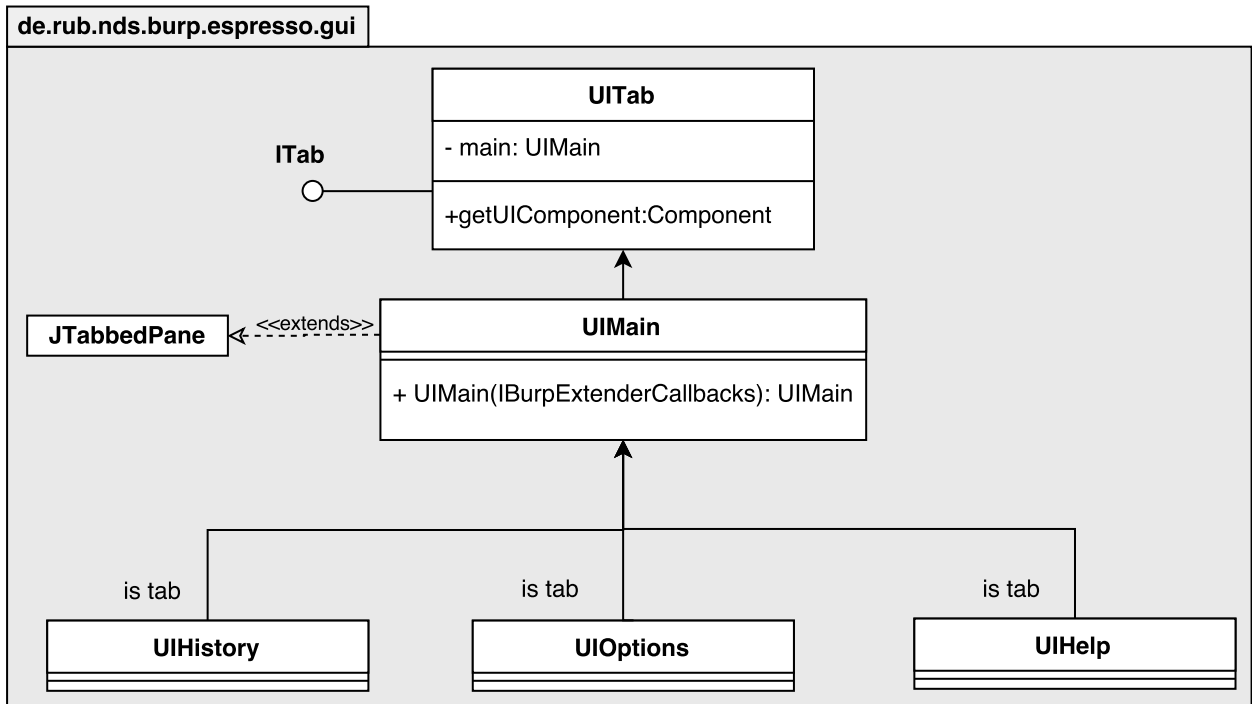 de.rub.nds.burp.espresso.gui
UITab
- main: UIMain
ITab
+getUIComponent:Component
<<extends>>
JTabbedPane
UIMain
+ UIMain(IBurpExtenderCallbacks): UIMain
is tab
is tab
is tab
UIHistory
UIOptions
UIHelp